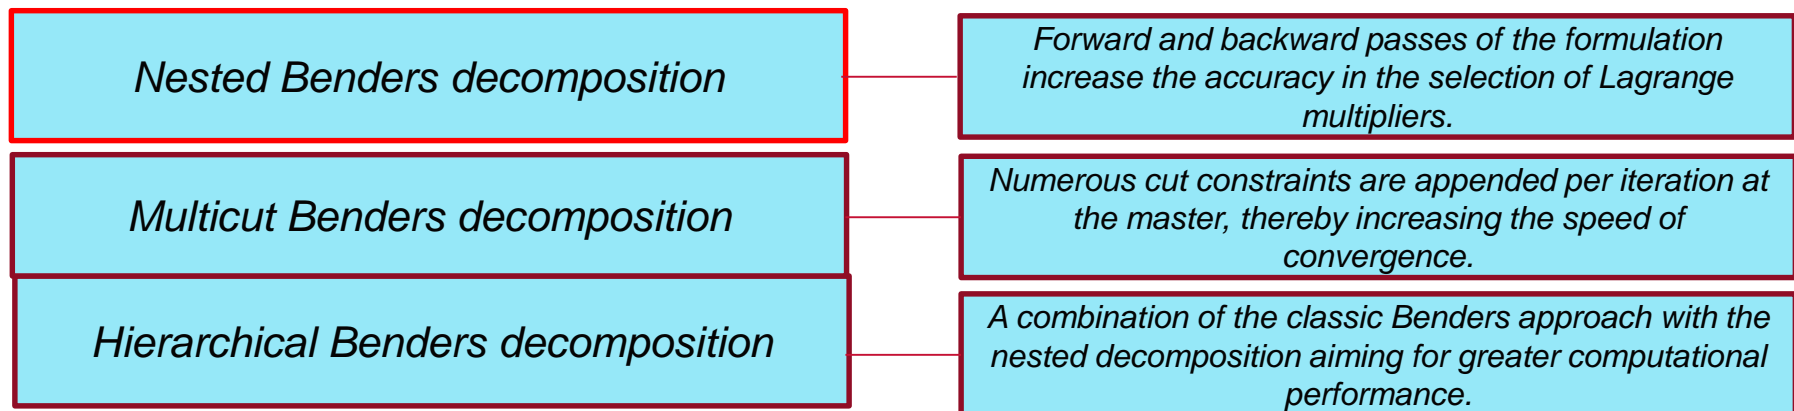 Nested Benders decomposition
Forward and backward passes of the formulation
increase the accuracy in the selection of Lagrange
multipliers.
Multicut Benders decomposition
Numerous cut constraints are appended per iteration at
the master, thereby increasing the speed of
convergence.
Hierarchical Benders decomposition
A combination of the classic Benders approach with the
nested decomposition aiming for greater computational
performance.